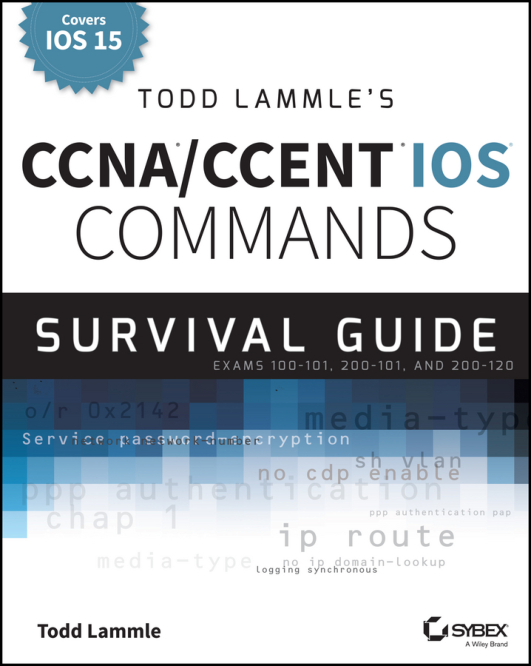 Covers
IOS 15
TODD LAMMLE'S
CCNA®/CCENT® IOS®
COMMANDS
SURVIVAL GUIDE
EXAMS 100-101, 200-101, AND 200-120
o/r 0x2142
media-typ
Service password-encryption
sh vlan
no cdp enable
ppp authentication
ppp authentication pap
chap 1
ip route
media-type
no ip domain-lookup
logging synchronous
Todd Lammle
SYBEX®
A Wiley Brand